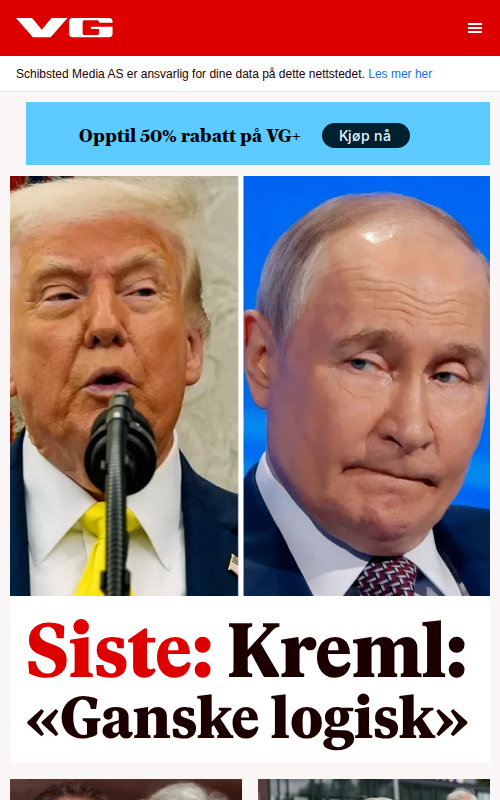 VG
Schibsted Media AS er ansvarlig for dine data på dette nettstedet. Les mer her
Opptil 50% rabatt på VG+ Kjøp nå
Siste: Kreml:
«Ganske logisk»